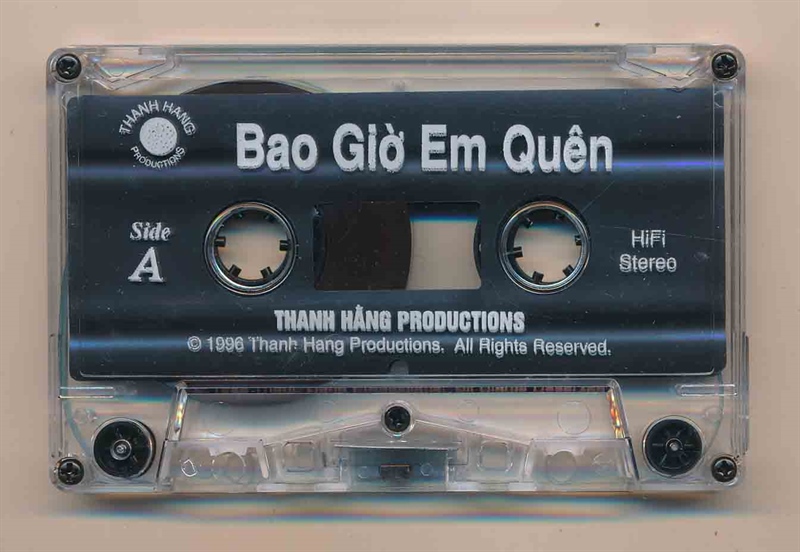 THANH HANG
PRODUCTIONS
Bao Giờ Em Quên
Side
A
HiFi
Stereo
THANH HẰNG PRODUCTIONS
© 1996 Thanh Hang Productions. All Rights Reserved.